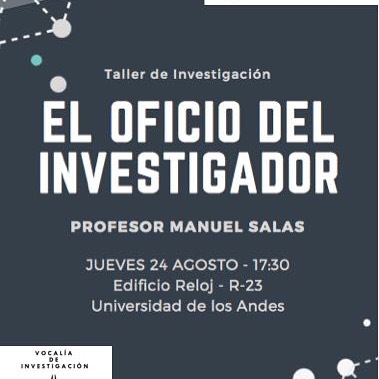 Taller de Investigación
EL OFICIO DEL
INVESTIGADOR
PROFESOR MANUEL SALAS
JUEVES 24 AGOSTO - 17:30
Edificio Reloj - R-23
Universidad de los Andes
VOCALÍA
DE
INVESTIGACIÓN